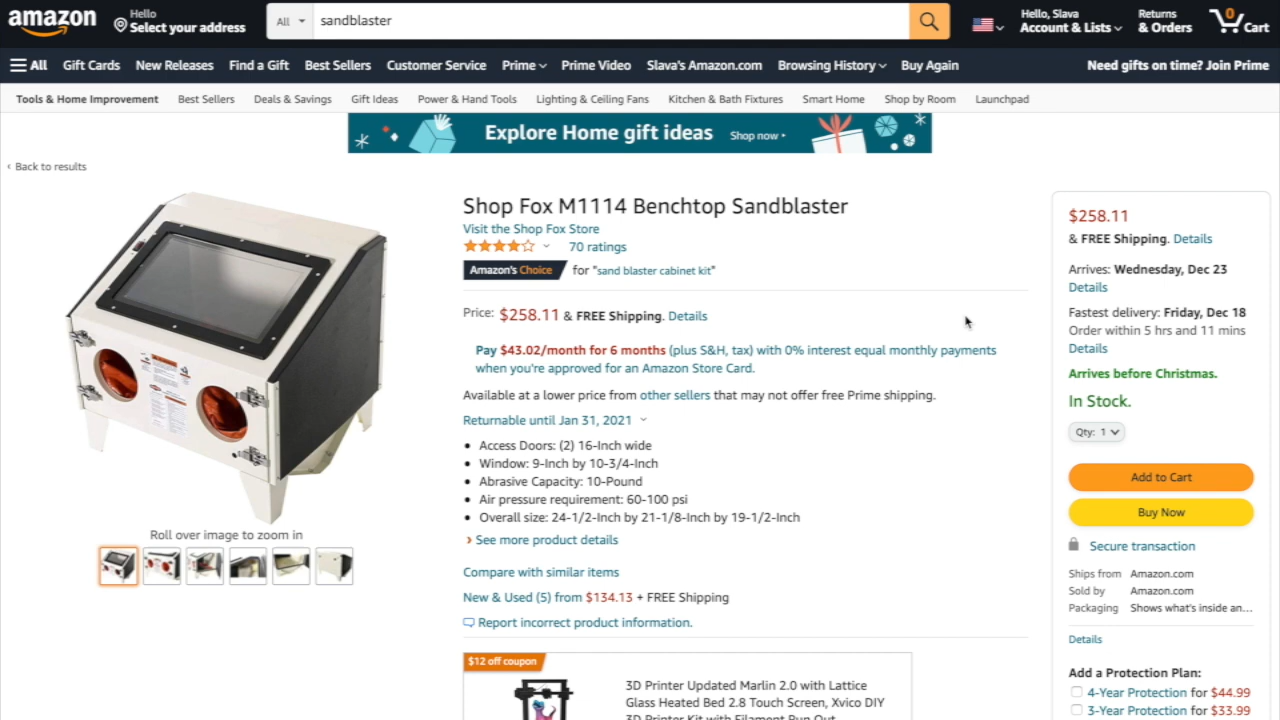 amazon
Hello
Select your address
All
sandblaster
Hello, Slava
Account & Lists
Returns
& Orders
0
Cart
All
Gift Cards
New Releases
Find a Gift
Best Sellers
Customer Service
Prime
Prime Video
Slava's Amazon.com
Browsing History
Buy Again
Need gifts on time? Join Prime
Tools & Home Improvement
Best Sellers
Deals & Savings
Gift Ideas
Power & Hand Tools
Lighting & Ceiling Fans
Kitchen & Bath Fixtures
Smart Home
Shop by Room
Launchpad
Explore Home gift ideas
Shop now
‹ Back to results
Roll over image to zoom in
Shop Fox M1114 Benchtop Sandblaster
Visit the Shop Fox Store
70 ratings
Amazon's Choice for "sand blaster cabinet kit"
Price: $258.11 & FREE Shipping. Details
Pay $43.02/month for 6 months (plus S&H, tax) with 0% interest equal monthly payments
when you're approved for an Amazon Store Card.
Available at a lower price from other sellers that may not offer free Prime shipping.
Returnable until Jan 31, 2021
• Access Doors: (2) 16-Inch wide
• Window: 9-Inch by 10-3/4-Inch
• Abrasive Capacity: 10-Pound
• Air pressure requirement: 60-100 psi
• Overall size: 24-1/2-Inch by 21-1/8-Inch by 19-1/2-Inch
› See more product details
Compare with similar items
New & Used (5) from $134.13 + FREE Shipping
Report incorrect product information.
$12 off coupon
3D Printer Updated Marlin 2.0 with Lattice
Glass Heated Bed 2.8 Touch Screen, Xvico DIY
3D Printer Kit with Filament Run Out
$258.11
& FREE Shipping. Details
Arrives: Wednesday, Dec 23
Details
Fastest delivery: Friday, Dec 18
Order within 5 hrs and 11 mins
Details
Arrives before Christmas.
In Stock.
Qty: 1
Add to Cart
Buy Now
Secure transaction
Ships from Amazon.com
Sold by Amazon.com
Packaging Shows what's inside an...
Details
Add a Protection Plan:
4-Year Protection for $44.99
3-Year Protection for $33.99